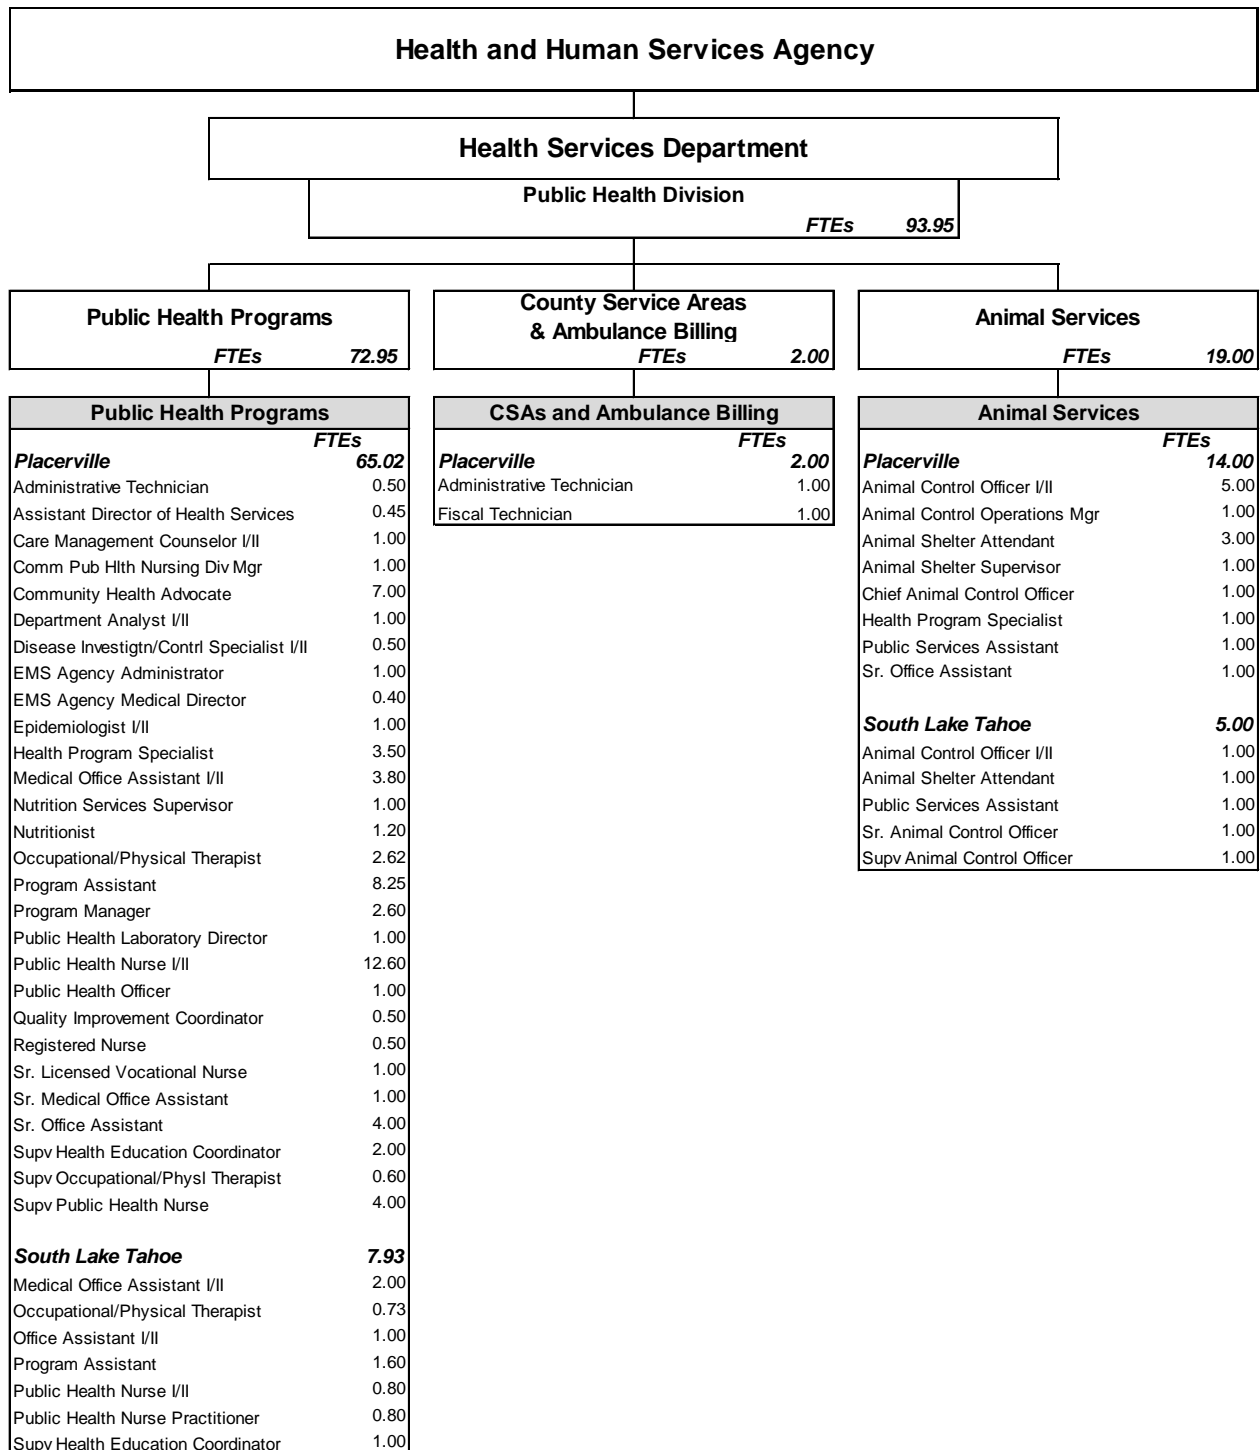 Health and Human Services Agency
Health Services Department
Public Health Division
FTEs 93.95
Public Health Programs
FTEs 72.95
County Service Areas
& Ambulance Billing
FTEs 2.00
Animal Services
FTEs 19.00
Public Health Programs
FTEs
Placerville 65.02
Administrative Technician 0.50
Assistant Director of Health Services 0.45
Care Management Counselor I/II 1.00
Comm Pub Hlth Nursing Div Mgr 1.00
Community Health Advocate 7.00
Department Analyst I/II 1.00
Disease Investigtn/Contrl Specialist I/II 0.50
EMS Agency Administrator 1.00
EMS Agency Medical Director 0.40
Epidemiologist I/II 1.00
Health Program Specialist 3.50
Medical Office Assistant I/II 3.80
Nutrition Services Supervisor 1.00
Nutritionist 1.20
Occupational/Physical Therapist 2.62
Program Assistant 8.25
Program Manager 2.60
Public Health Laboratory Director 1.00
Public Health Nurse I/II 12.60
Public Health Officer 1.00
Quality Improvement Coordinator 0.50
Registered Nurse 0.50
Sr. Licensed Vocational Nurse 1.00
Sr. Medical Office Assistant 1.00
Sr. Office Assistant 4.00
Supv Health Education Coordinator 2.00
Supv Occupational/Physl Therapist 0.60
Supv Public Health Nurse 4.00
South Lake Tahoe 7.93
Medical Office Assistant I/II 2.00
Occupational/Physical Therapist 0.73
Office Assistant I/II 1.00
Program Assistant 1.60
Public Health Nurse I/II 0.80
Public Health Nurse Practitioner 0.80
Supv Health Education Coordinator 1.00
CSAs and Ambulance Billing
FTEs
Placerville 2.00
Administrative Technician 1.00
Fiscal Technician 1.00
Animal Services
FTEs
Placerville 14.00
Animal Control Officer I/II 5.00
Animal Control Operations Mgr 1.00
Animal Shelter Attendant 3.00
Animal Shelter Supervisor 1.00
Chief Animal Control Officer 1.00
Health Program Specialist 1.00
Public Services Assistant 1.00
Sr. Office Assistant 1.00
South Lake Tahoe 5.00
Animal Control Officer I/II 1.00
Animal Shelter Attendant 1.00
Public Services Assistant 1.00
Sr. Animal Control Officer 1.00
Supv Animal Control Officer 1.00